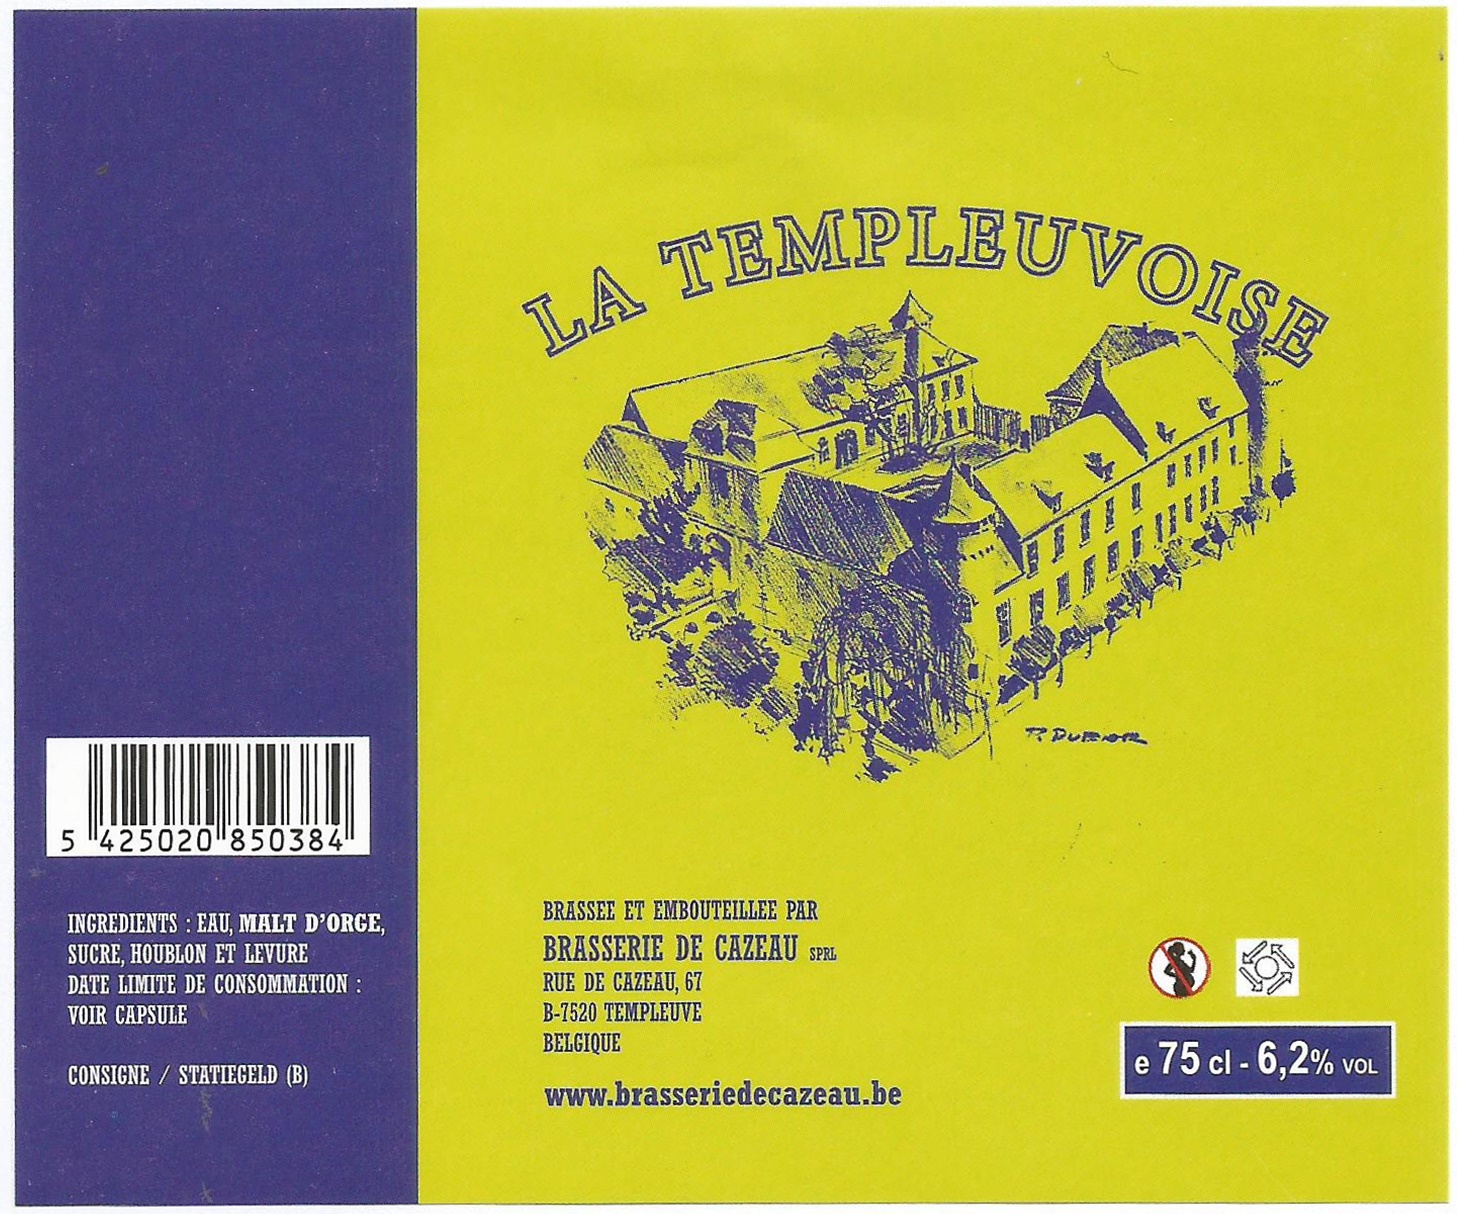 LA TEMPLEUVOISE
5 425020 850384
INGREDIENTS : EAU, MALT D'ORGE,
SUCRE, HOUBLON ET LEVURE
DATE LIMITE DE CONSOMMATION :
VOIR CAPSULE
CONSIGNE / STATIEGELD (B)
BRASSEE ET EMBOUTEILLEE PAR
BRASSERIE DE CAZEAU SPRL
RUE DE CAZEAU, 67
B-7520 TEMPLEUVE
BELGIQUE
www.brasseriedecazeau.be
e 75 cl - 6,2% VOL